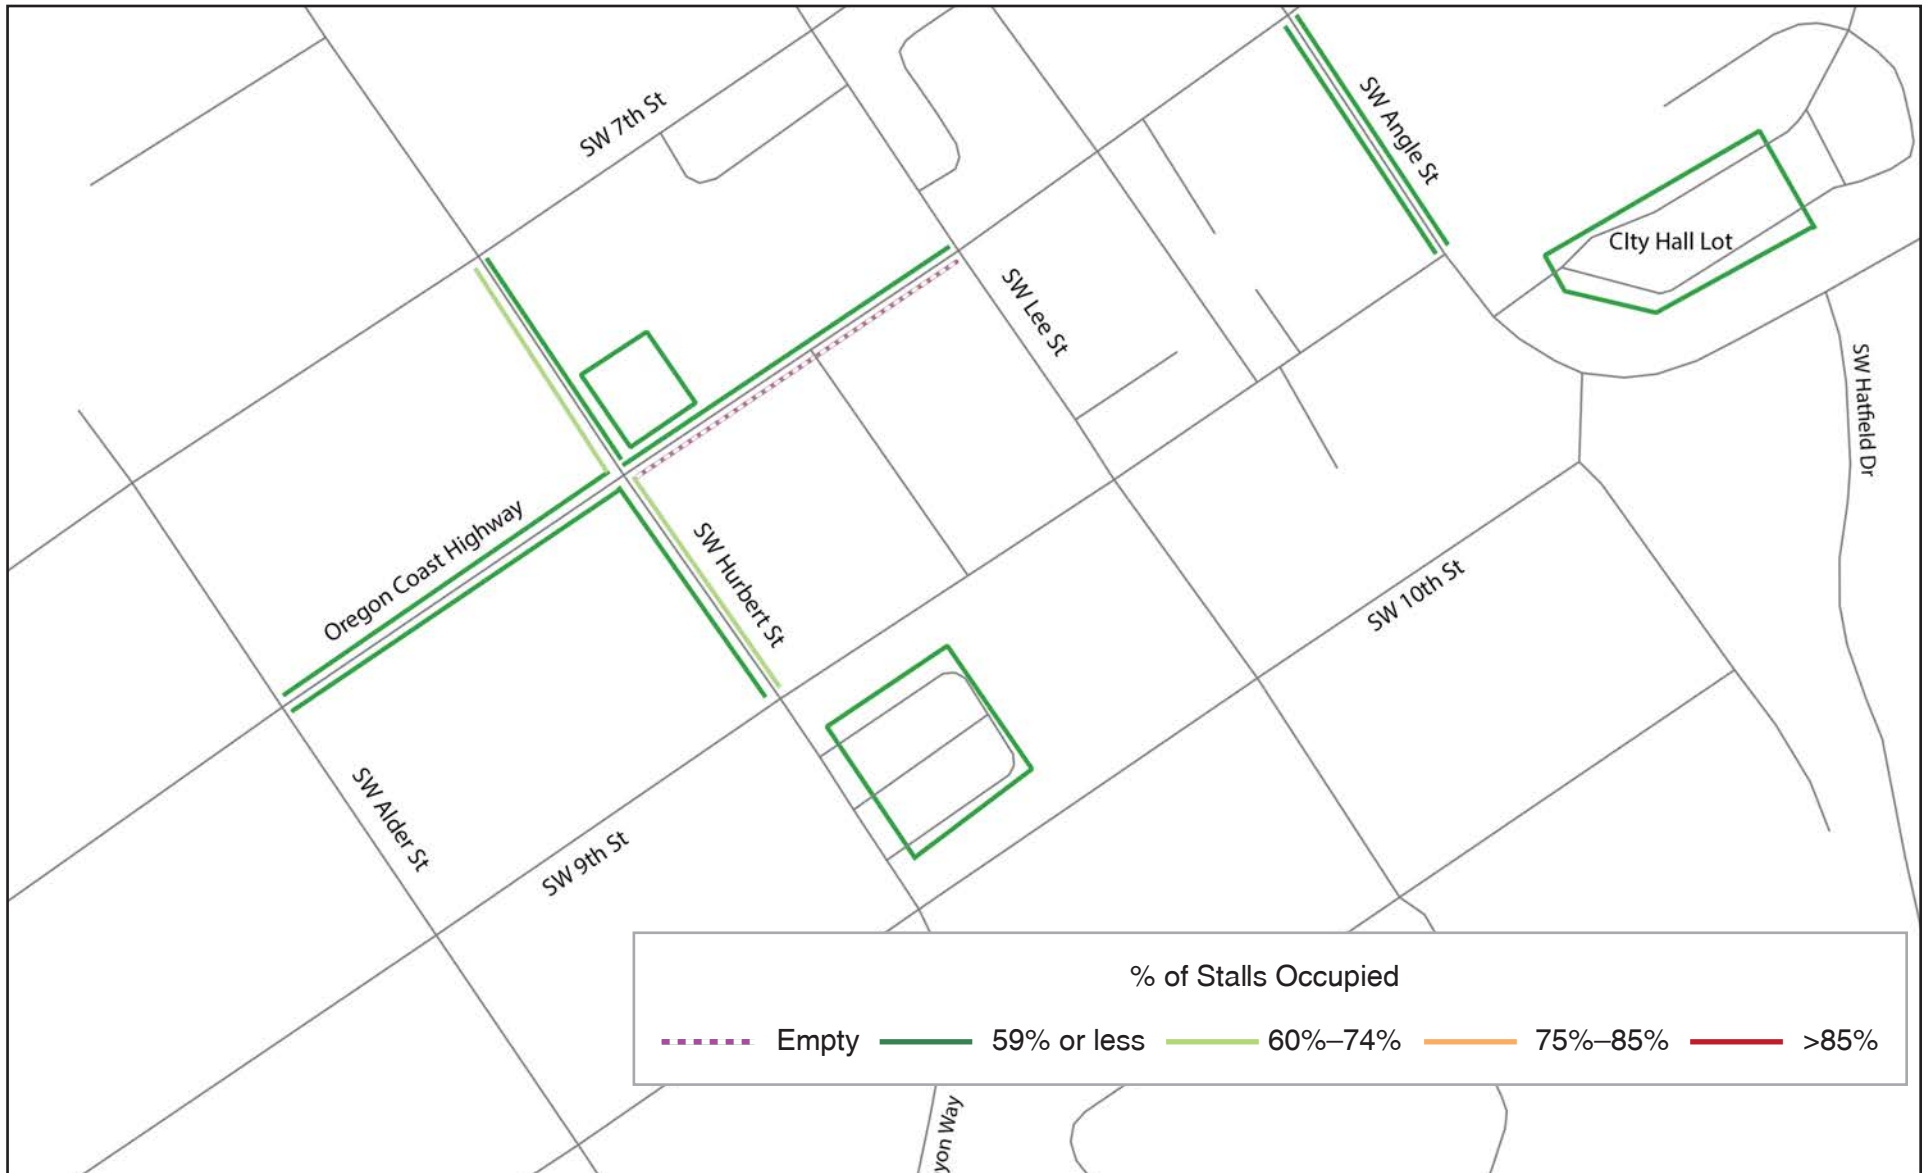 SW 7th St
SW Angle St
CIty Hall Lot
SW Lee St
SW Hatfield Dr
Oregon Coast Highway
SW Hurbert St
SW 10th St
SW Alder St
SW 9th St
% of Stalls Occupied
Empty 59% or less 60%–74% 75%–85% >85%
yon Way